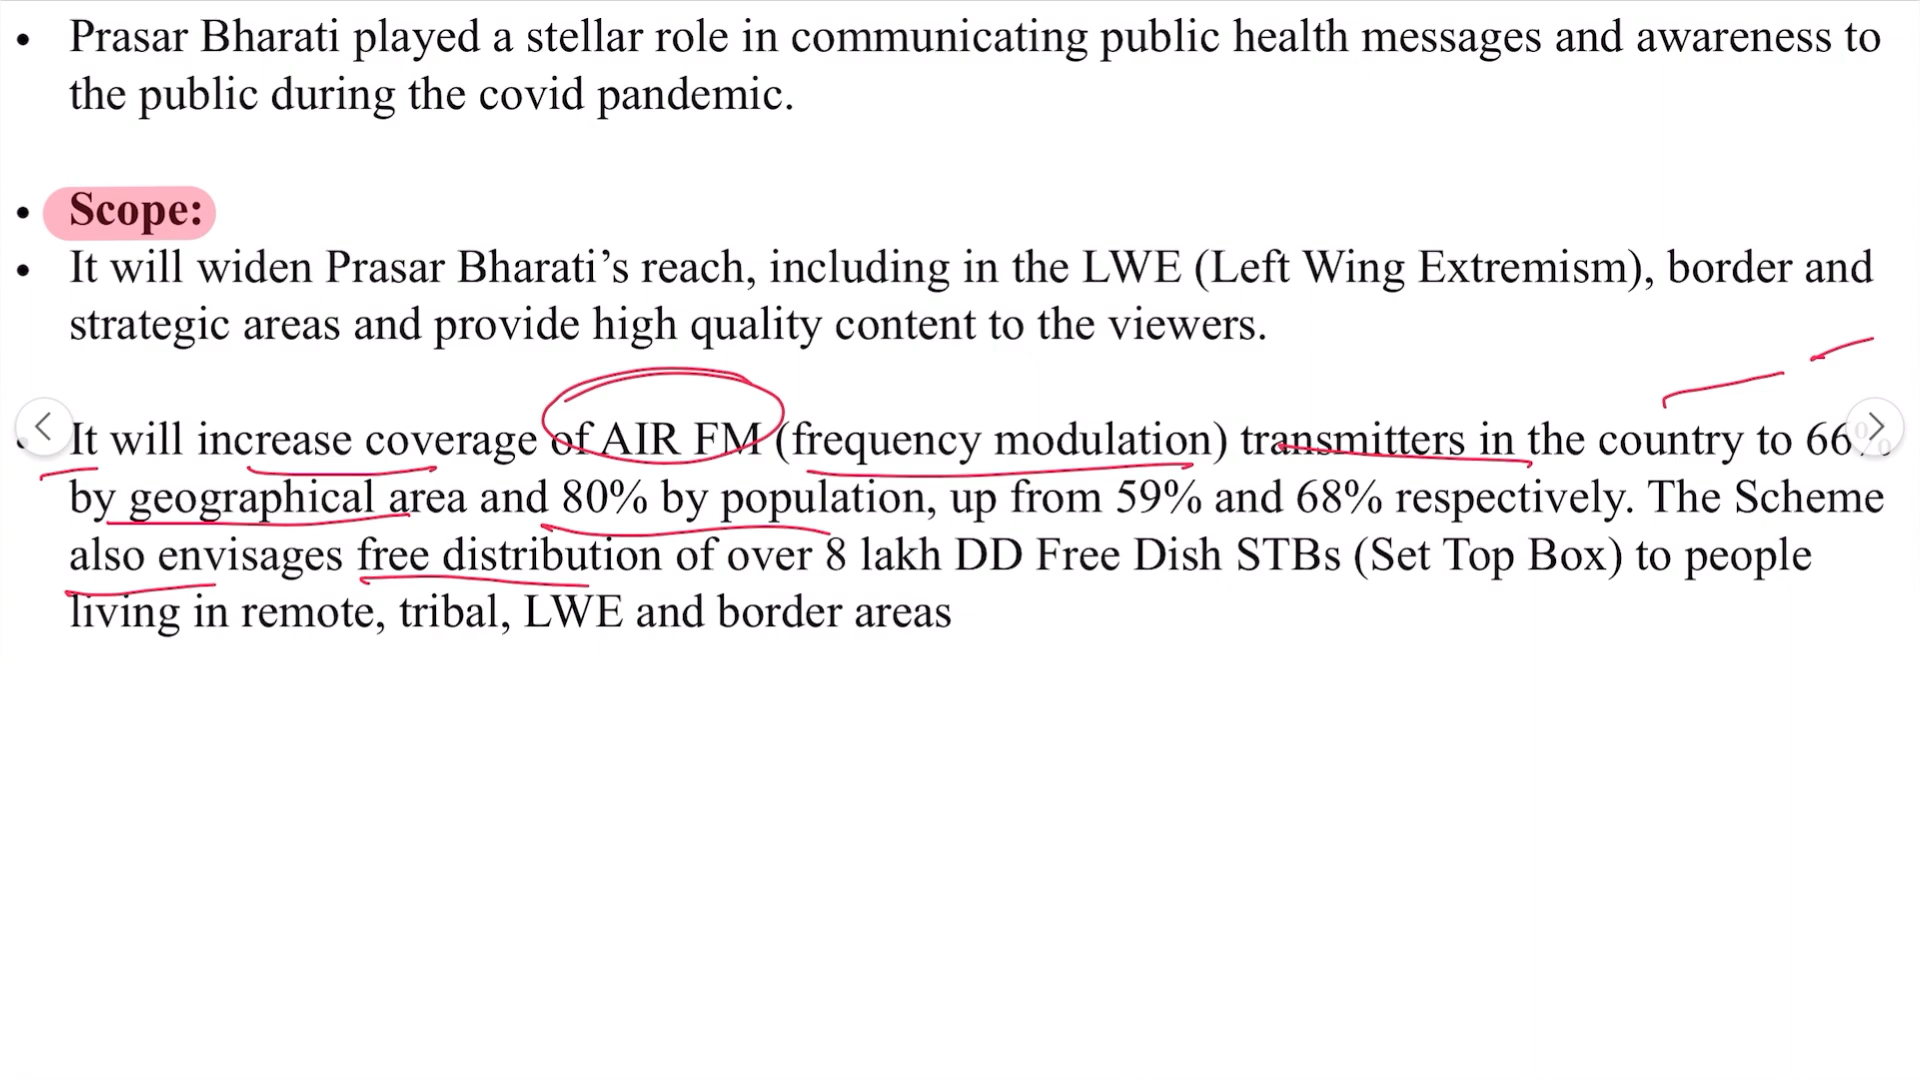 • Prasar Bharati played a stellar role in communicating public health messages and awareness to
the public during the covid pandemic.
• Scope:
• It will widen Prasar Bharati’s reach, including in the LWE (Left Wing Extremism), border and
strategic areas and provide high quality content to the viewers.
• It will increase coverage of AIR FM (frequency modulation) transmitters in the country to 66%
by geographical area and 80% by population, up from 59% and 68% respectively. The Scheme
also envisages free distribution of over 8 lakh DD Free Dish STBs (Set Top Box) to people
living in remote, tribal, LWE and border areas